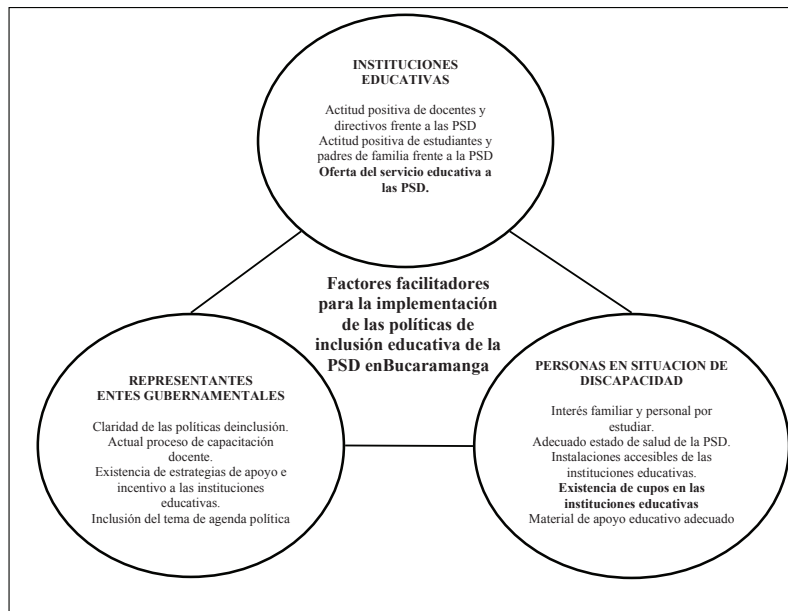 INSTITUCIONES
EDUCATIVAS
Actitud positiva de docentes y
directivos frente a las PSD
Actitud positiva de estudiantes y
padres de familia frente a la PSD
Oferta del servicio educativa a
las PSD.
Factores facilitadores
para la implementación
de las políticas de
inclusión educativa de la
PSD enBucaramanga
REPRESENTANTES
ENTES GUBERNAMENTALES
Claridad de las políticas deinclusión.
Actual proceso de capacitación
docente.
Existencia de estrategias de apoyo e
incentivo a las instituciones
educativas.
Inclusión del tema de agenda política
PERSONAS EN SITUACION DE
DISCAPACIDAD
Interés familiar y personal por
estudiar.
Adecuado estado de salud de la PSD.
Instalaciones accesibles de las
instituciones educativas.
Existencia de cupos en las
instituciones educativas
Material de apoyo educativo adecuado